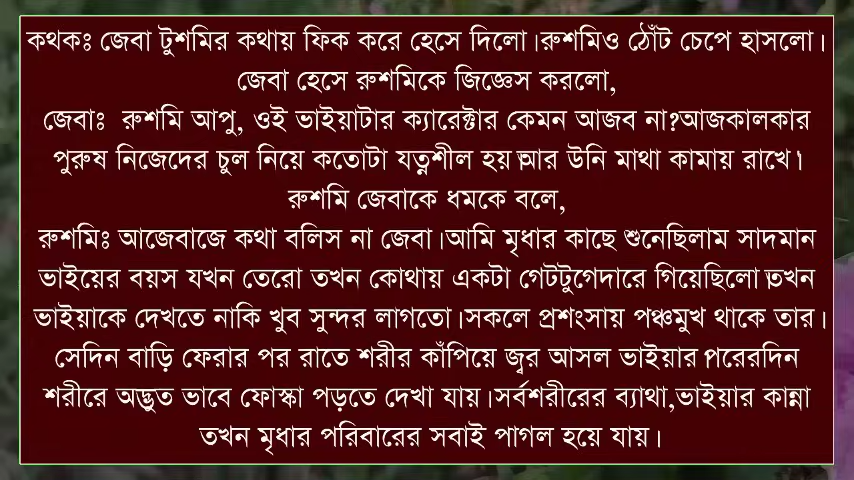 কথকঃ জেবা টুশমির কথায় ফিক করে হেসে দিলো।রুশমিও ঠোঁট চেপে হাসলো।
জেবা হেসে রুশমিকে জিজ্ঞেস করলো,
জেবাঃ রুশমি আপু, ওই ভাইয়াটার ক্যারেক্টার কেমন আজব না?আজকালকার
পুরুষ নিজেদের চুল নিয়ে কতোটা যত্নশীল হয়।আর উনি মাথা কামায় রাখে।`
রুশমি জেবাকে ধমকে বলে,
রুশমিঃ আজেবাজে কথা বলিস না জেবা।আমি মৃধার কাছে শুনেছিলাম সাদমান
ভাইয়ের বয়স যখন তেরো তখন কোথায় একটা গেটটুগেদারে গিয়েছিলো।তখন
ভাইয়াকে দেখতে নাকি খুব সুন্দর লাগতো।সকলে প্রশংসায় পঞ্চমুখ থাকে তার।
সেদিন বাড়ি ফেরার পর রাতে শরীর কাঁপিয়ে জ্বর আসল ভাইয়ার।পরেরদিন
শরীরে অদ্ভুত ভাবে ফোস্কা পড়তে দেখা যায়।সর্বশরীরের ব্যাথা,ভাইয়ার কান্না
তখন মৃধার পরিবারের সবাই পাগল হয়ে যায়।